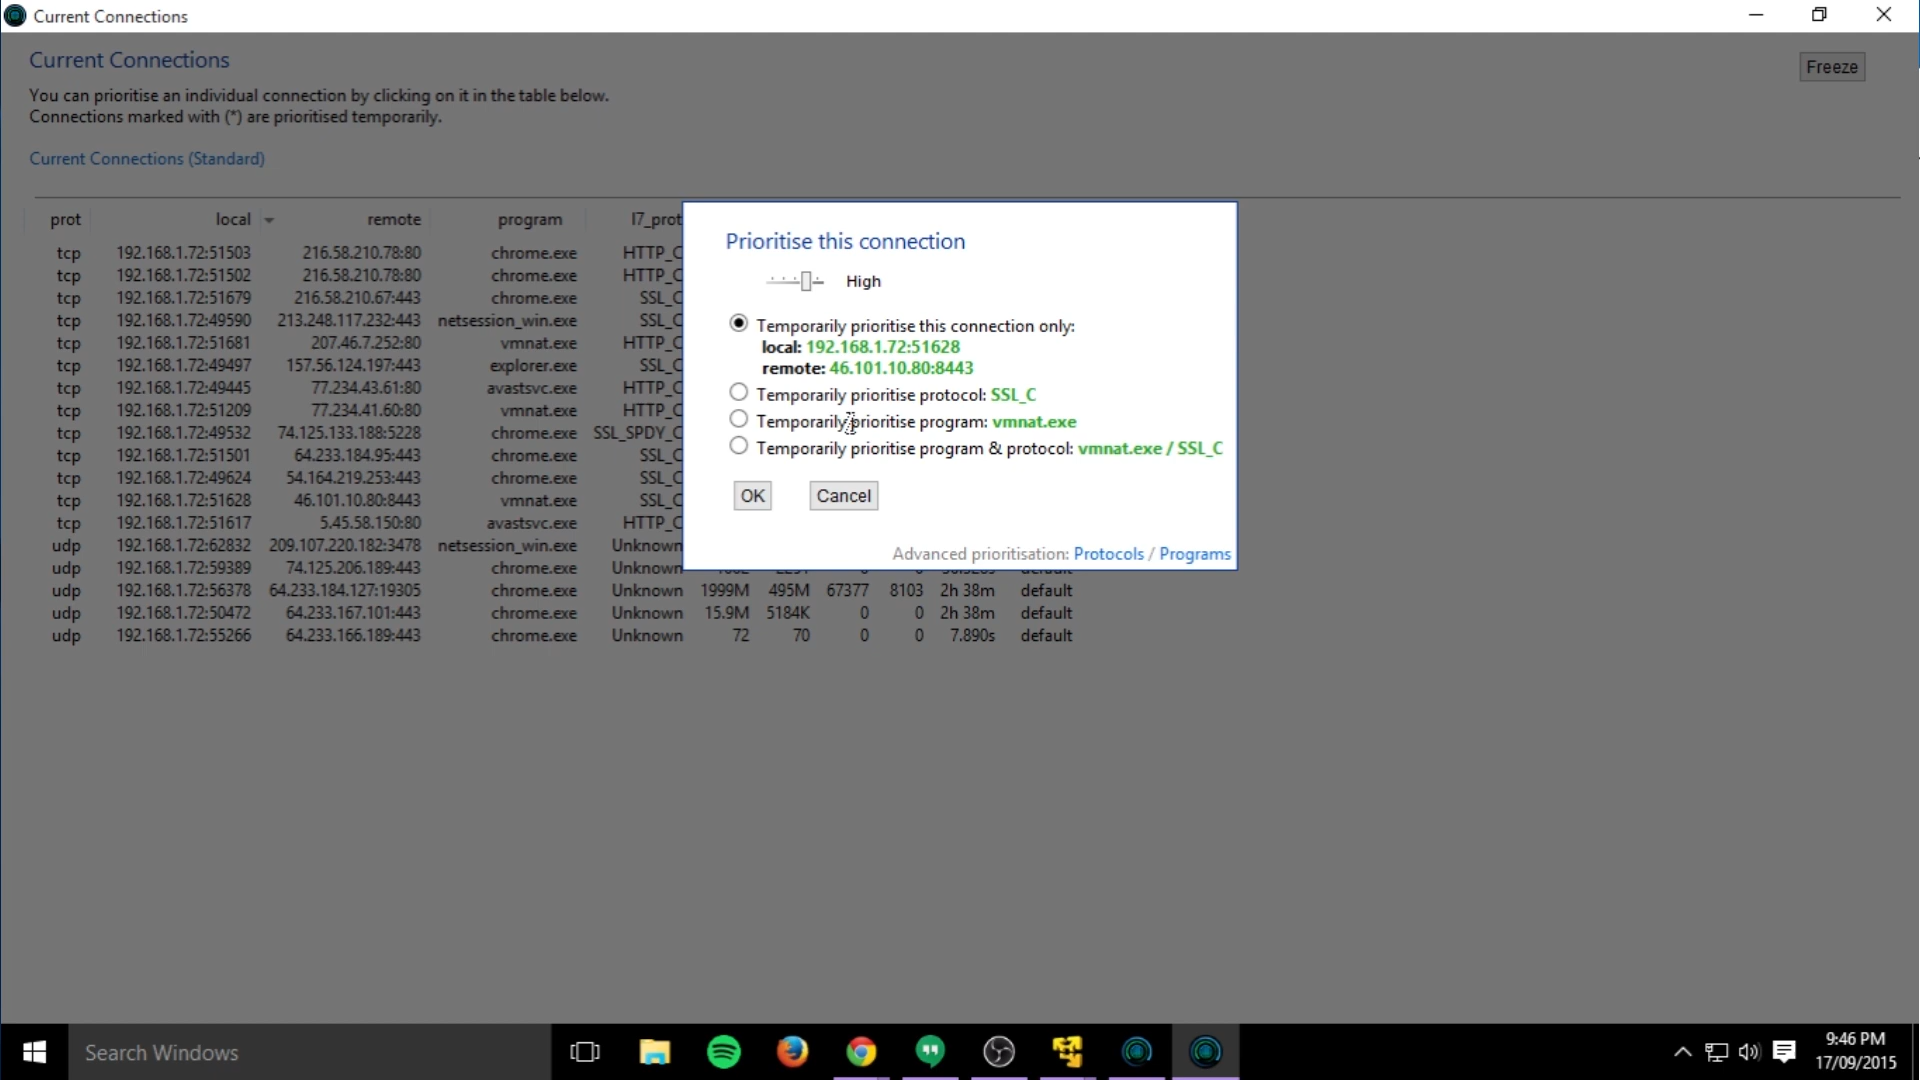 Current Connections
Current Connections
Freeze
You can prioritise an individual connection by clicking on it in the table below.
Connections marked with (*) are prioritised temporarily.
Current Connections (Standard)
prot local remote program l7_prot
tcp 192.168.1.72:51503 216.58.210.78:80 chrome.exe HTTP_C
tcp 192.168.1.72:51502 216.58.210.78:80 chrome.exe HTTP_C
tcp 192.168.1.72:51679 216.58.210.67:443 chrome.exe SSL_C
tcp 192.168.1.72:49590 213.248.117.232:443 netsession_win.exe SSL_C
tcp 192.168.1.72:51681 207.46.7.252:80 vmnat.exe HTTP_C
tcp 192.168.1.72:49497 157.56.124.197:443 explorer.exe SSL_C
tcp 192.168.1.72:49445 77.234.43.61:80 avastsvc.exe HTTP_C
tcp 192.168.1.72:51209 77.234.41.60:80 vmnat.exe HTTP_C
tcp 192.168.1.72:49532 74.125.133.188:5228 chrome.exe SSL_SPDY_C
tcp 192.168.1.72:51501 64.233.184.95:443 chrome.exe SSL_C
tcp 192.168.1.72:49624 54.164.219.253:443 chrome.exe SSL_C
tcp 192.168.1.72:51628 46.101.10.80:8443 vmnat.exe SSL_C
tcp 192.168.1.72:51617 5.45.58.150:80 avastsvc.exe HTTP_C
udp 192.168.1.72:62832 209.107.220.182:3478 netsession_win.exe Unknown
udp 192.168.1.72:59389 74.125.206.189:443 chrome.exe Unknown
udp 192.168.1.72:56378 64.233.184.127:19305 chrome.exe Unknown 1999M 495M 67377 8103 2h 38m default
udp 192.168.1.72:50472 64.233.167.101:443 chrome.exe Unknown 15.9M 5184K 0 0 2h 38m default
udp 192.168.1.72:55266 64.233.166.189:443 chrome.exe Unknown 72 70 0 0 7.890s default
Prioritise this connection
High
Temporarily prioritise this connection only:
local: 192.168.1.72:51628
remote: 46.101.10.80:8443
Temporarily prioritise protocol: SSL_C
Temporarily prioritise program: vmnat.exe
Temporarily prioritise program & protocol: vmnat.exe / SSL_C
OK Cancel
Advanced prioritisation: Protocols / Programs
Search Windows
9:46 PM
17/09/2015